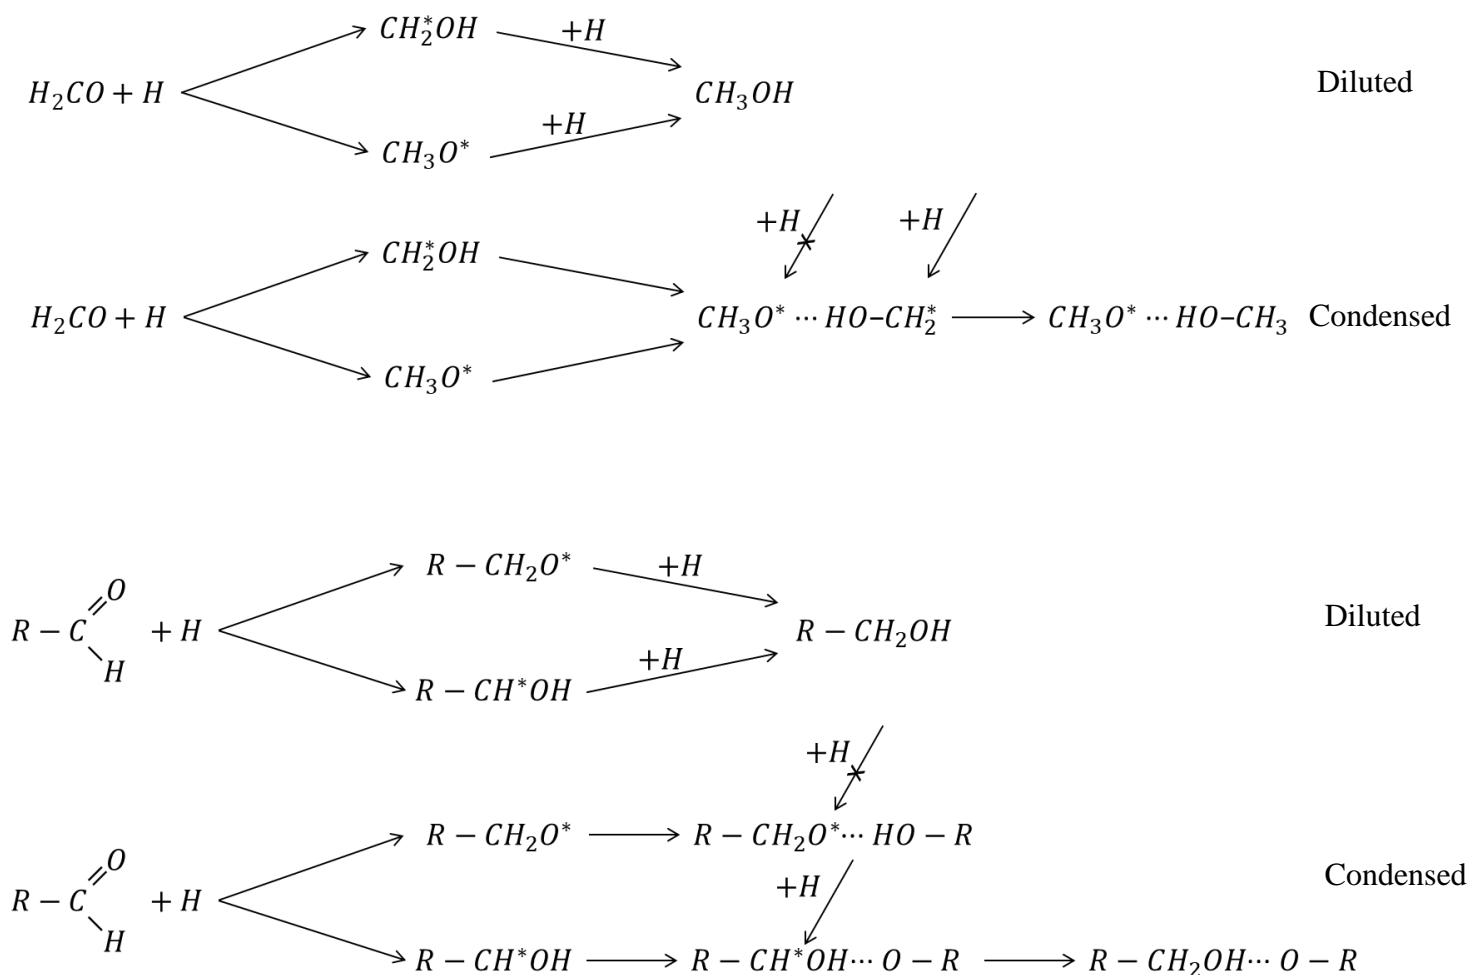 CH₂*OH +H
H₂CO + H CH₃OH Diluted
+H
CH₃O*
+H +H
CH₂*OH
H₂CO + H CH₃O* ··· HO–CH₂* CH₃O* ··· HO–CH₃ Condensed
CH₃O*
R − CH₂O* +H
O
R − C + H R − CH₂OH Diluted
H
+H
R − CH*OH
+H
R − CH₂O* R − CH₂O*··· HO − R
O
R − C + H +H Condensed
H
R − CH*OH R − CH*OH··· O − R R − CH₂OH··· O − R